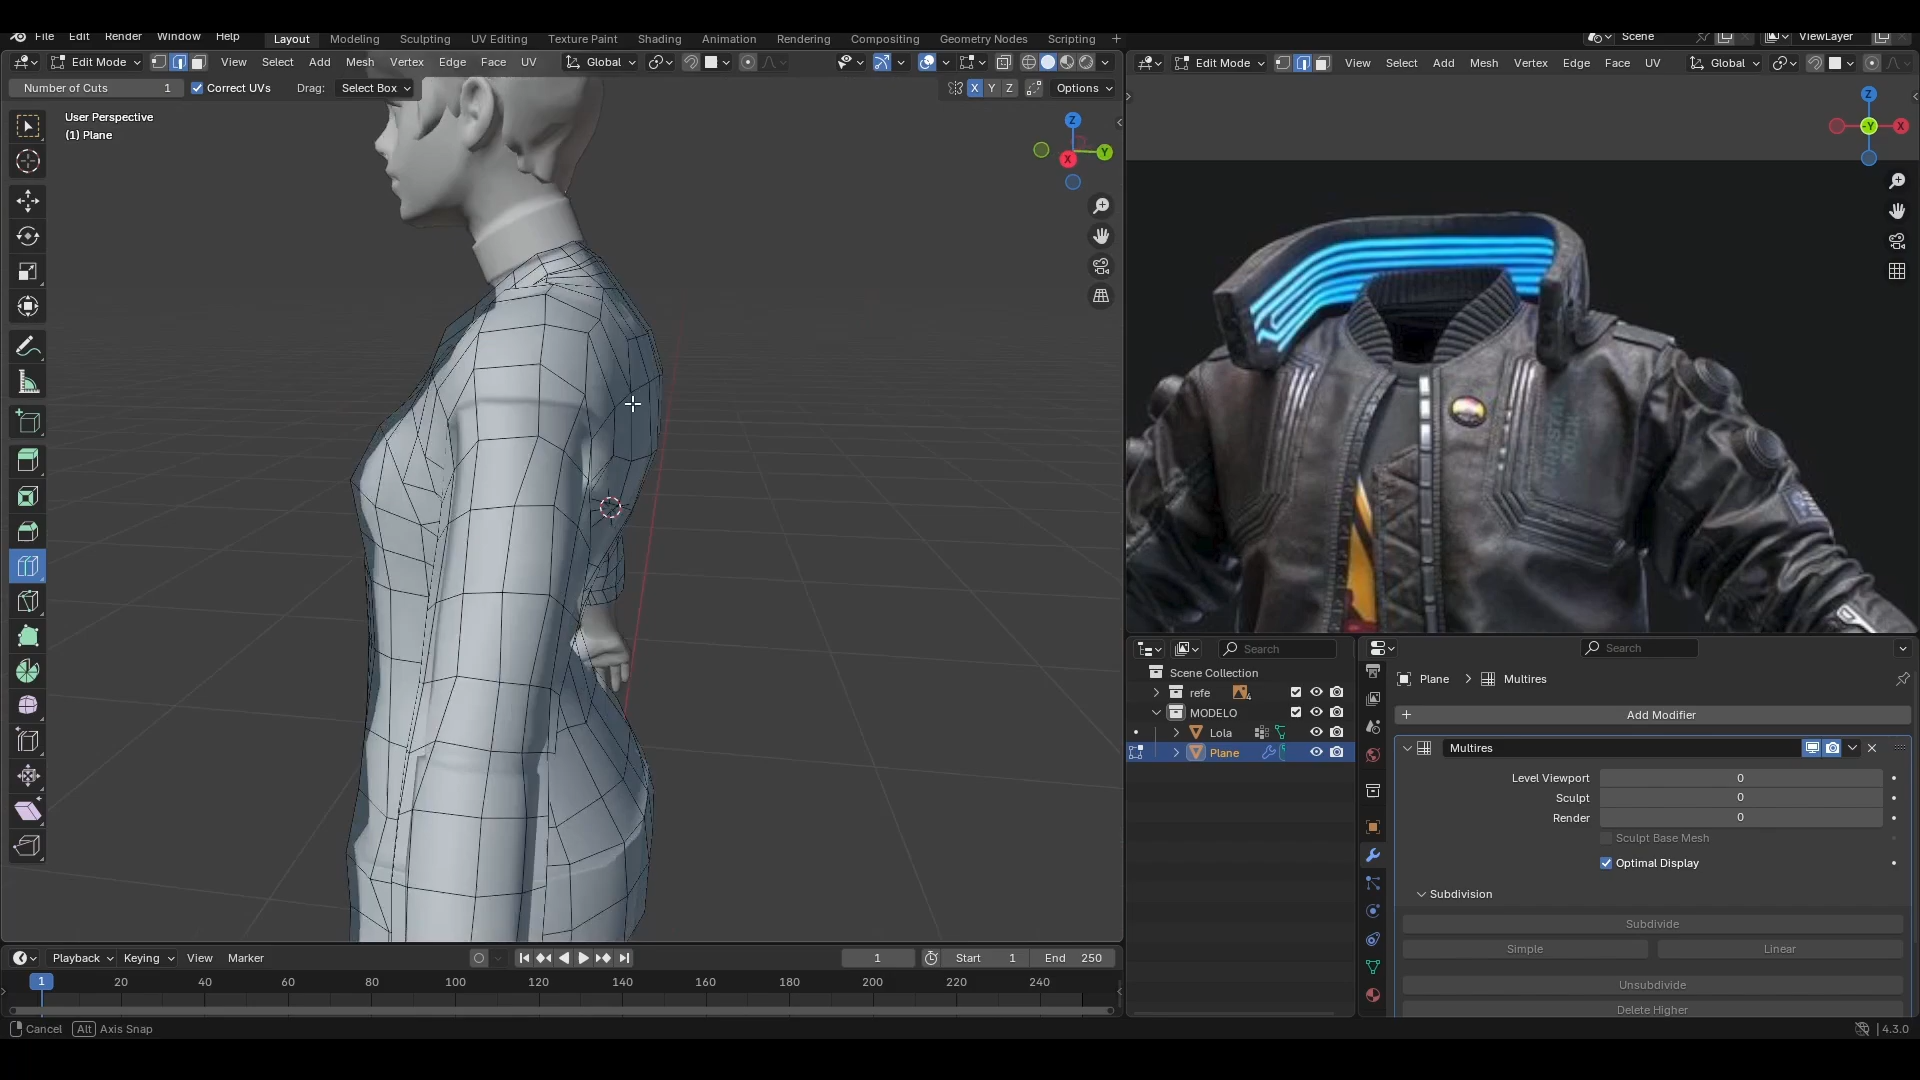 File Edit Render Window Help Layout Modeling Sculpting UV Editing Texture Paint Shading Animation Rendering Compositing Geometry Nodes Scripting + Scene ViewLayer
Edit Mode View Select Add Mesh Vertex Edge Face UV Global
Edit Mode View Select Add Mesh Vertex Edge Face UV Global
Number of Cuts 1 Correct UVs Drag: Select Box X Y Z Options
User Perspective
(1) Plane
Z
Y
X
Z
-Y
X
Search
Scene Collection
refe 4
MODELO
Lola
Plane
Search
Plane > Multires
+ Add Modifier
Multires
Level Viewport 0
Sculpt 0
Render 0
Sculpt Base Mesh
Optimal Display
Subdivision
Subdivide
Simple Linear
Unsubdivide
Delete Higher
Playback Keying View Marker 1 Start 1 End 250
1 20 40 60 80 100 120 140 160 180 200 220 240
Cancel Alt Axis Snap 4.3.0